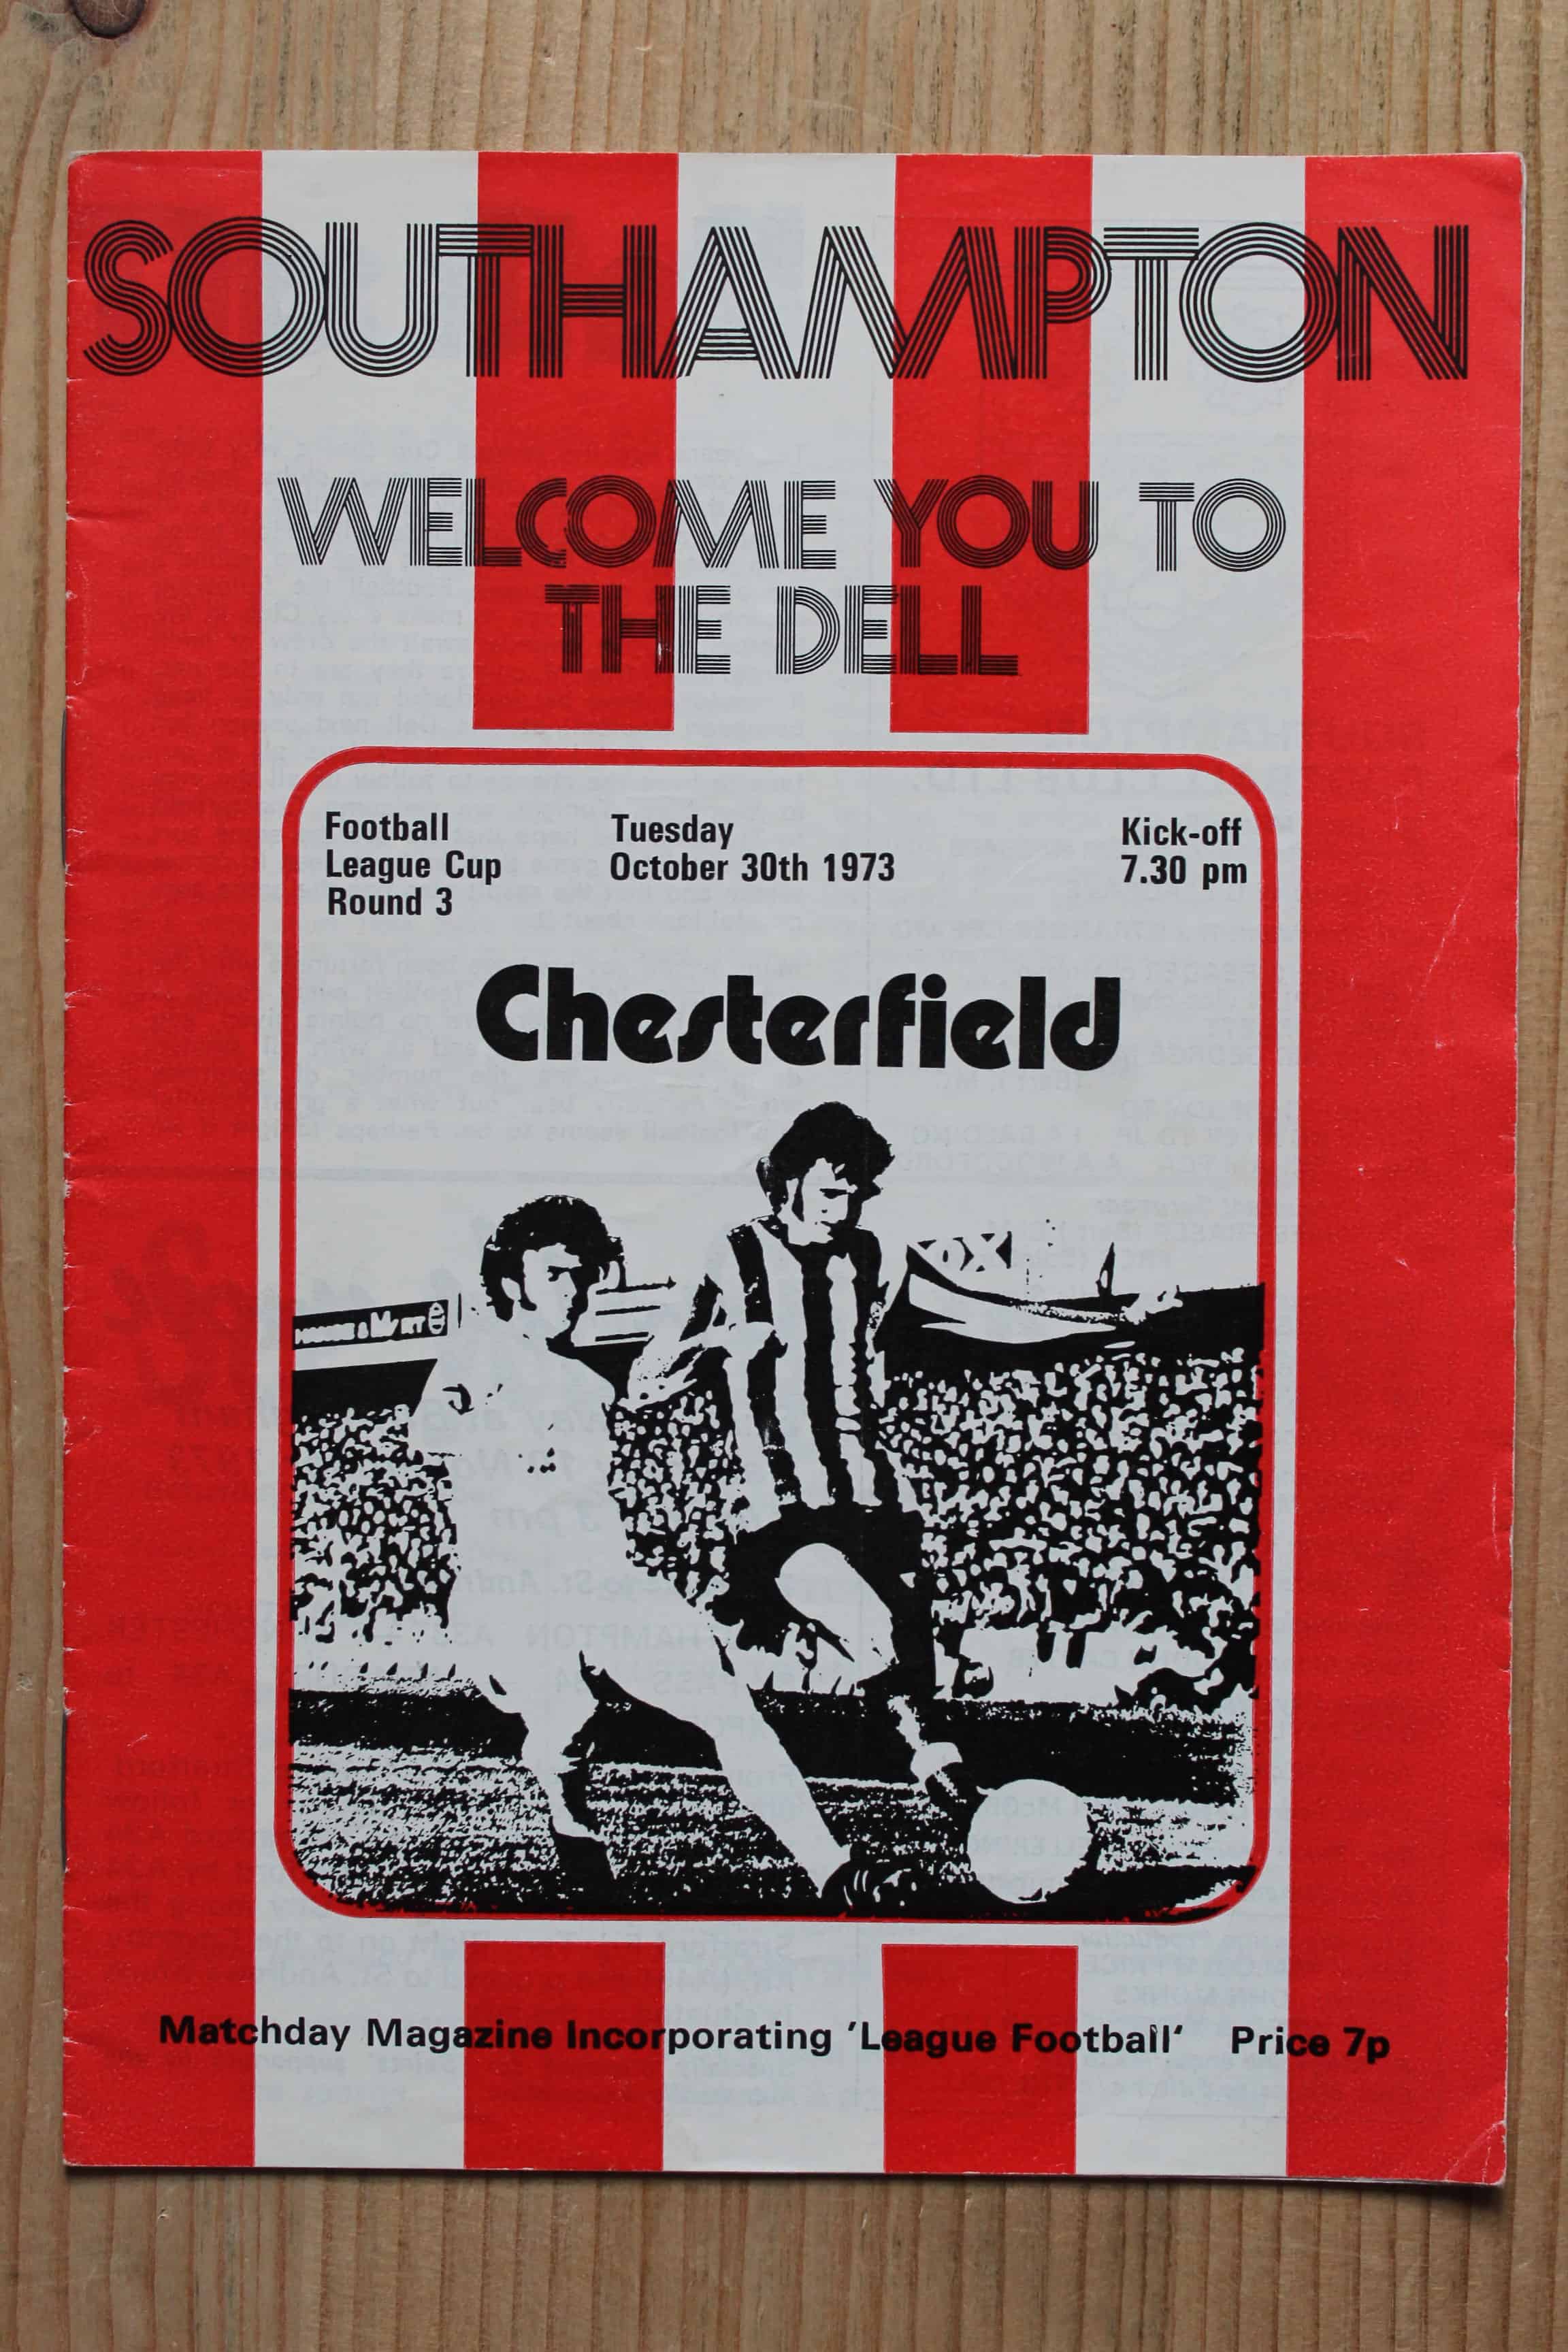 SOUTHAMPTON
WELCOME YOU TO
THE DELL
Football
League Cup
Round 3
Tuesday
October 30th 1973
Kick-off
7.30 pm
Chesterfield
Matchday Magazine Incorporating 'League Football' Price 7p